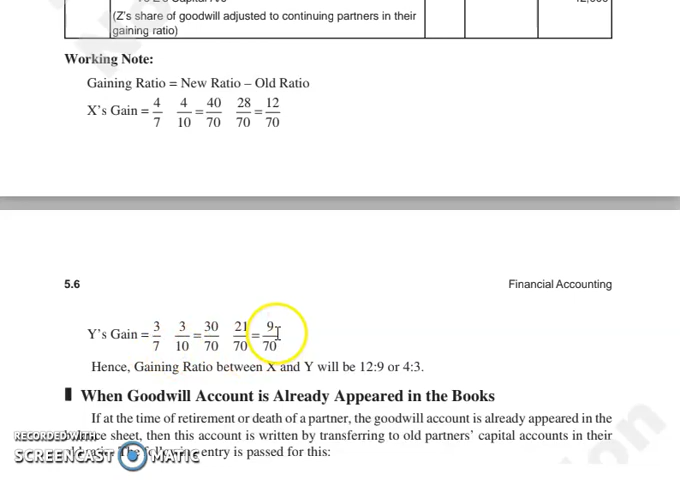 (Z's share of goodwill adjusted to continuing partners in their
gaining ratio)
Working Note:
Gaining Ratio = New Ratio – Old Ratio
X's Gain = 4/7 4/10 = 40/70 28/70 = 12/70
5.6 Financial Accounting
Y's Gain = 3/7 3/10 = 30/70 21/70 = 9/70
Hence, Gaining Ratio between X and Y will be 12:9 or 4:3.
When Goodwill Account is Already Appeared in the Books
If at the time of retirement or death of a partner, the goodwill account is already appeared in the
sheet, then this account is written by transferring to old partners' capital accounts in their
entry is passed for this:
RECORDED WITH
SCREENCAST MATIC